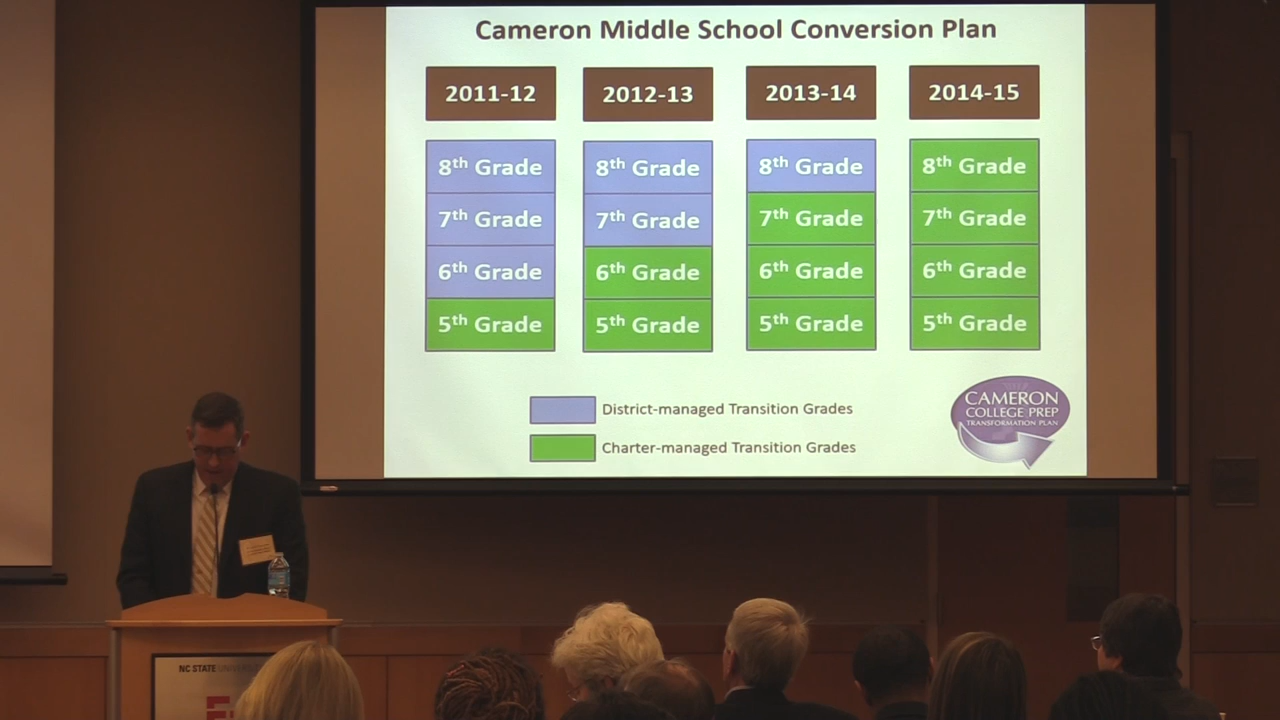 Cameron Middle School Conversion Plan
2011-12 2012-13 2013-14 2014-15
8th Grade 8th Grade 8th Grade 8th Grade
7th Grade 7th Grade 7th Grade 7th Grade
6th Grade 6th Grade 6th Grade 6th Grade
5th Grade 5th Grade 5th Grade 5th Grade
District-managed Transition Grades
Charter-managed Transition Grades
CAMERON
COLLEGE PREP
TRANSFORMATION PLAN
NC STATE